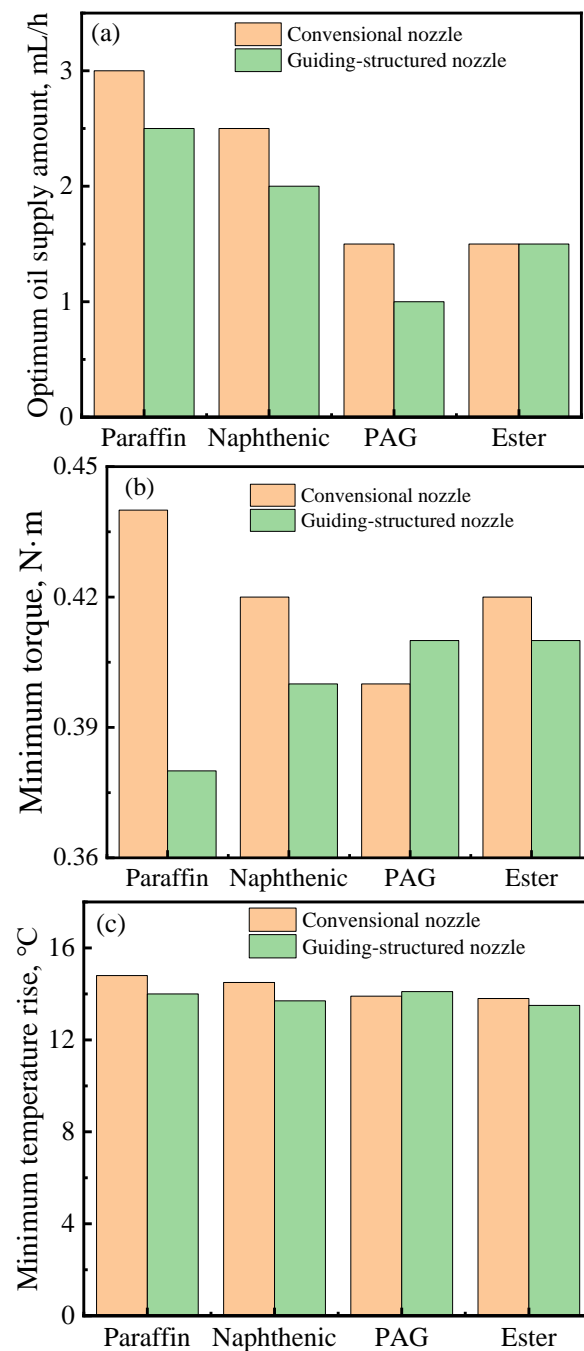 (a)
Convensional nozzle
Guiding-structured nozzle
Optimum oil supply amount, mL/h
3
2
1
0
Paraffin Naphthenic PAG Ester
(b)
Convensional nozzle
Guiding-structured nozzle
Minimum torque, N·m
0.45
0.42
0.39
0.36
Paraffin Naphthenic PAG Ester
(c)
Convensional nozzle
Guiding-structured nozzle
Minimum temperature rise, °C
16
12
8
4
0
Paraffin Naphthenic PAG Ester